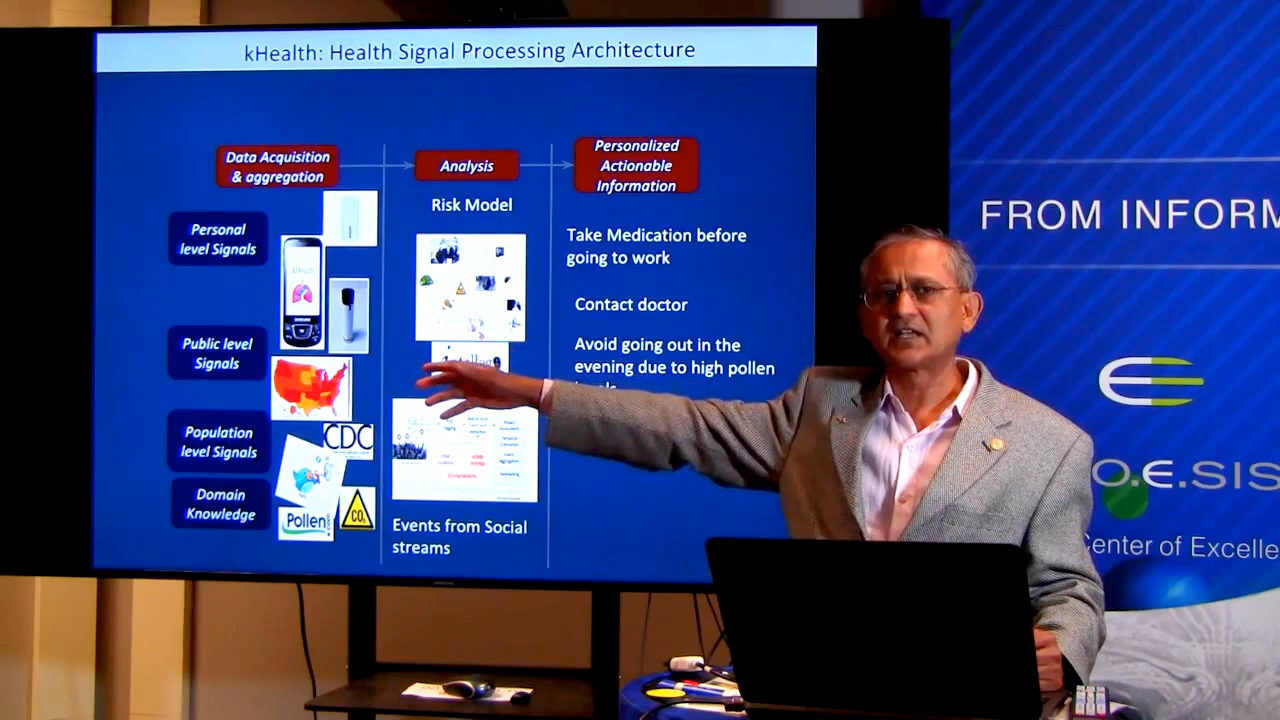 kHealth: Health Signal Processing Architecture
Data Acquisition
& aggregation
Analysis
Personalized
Actionable
Information
Risk Model
Personal
level Signals
Public level
Signals
Population
level Signals
Domain
Knowledge
CDC
Pollen.com
CO₂
Events from Social
streams
Take Medication before
going to work
Contact doctor
Avoid going out in the
evening due to high pollen
FROM INFORM
O.E.SIS
Center of Excelle